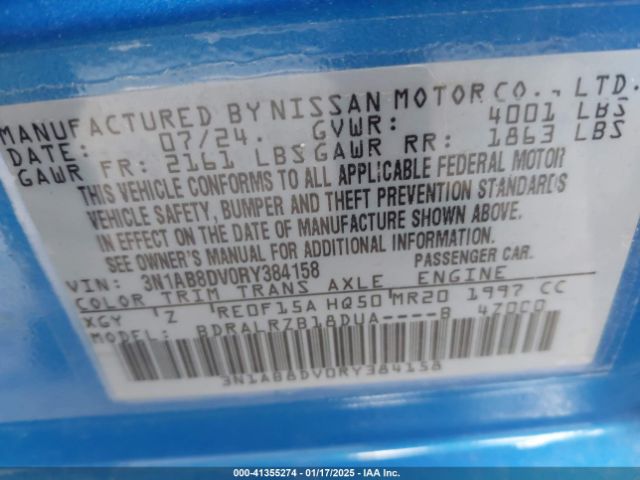 MANUFACTURED BY NISSAN MOTOR CO., LTD.
DATE: 07/24. GVWR: 4001 LBS
GAWR FR: 2161 LBS GAWR RR: 1863 LBS
THIS VEHICLE CONFORMS TO ALL APPLICABLE FEDERAL MOTOR
VEHICLE SAFETY, BUMPER AND THEFT PREVENTION STANDARDS
IN EFFECT ON THE DATE OF MANUFACTURE SHOWN ABOVE.
SEE OWNER'S MANUAL FOR ADDITIONAL INFORMATION.
VIN: 3N1AB8DV0RY384158 PASSENGER CAR.
COLOR TRIM TRANS AXLE ENGINE
XGY Z RE0F15A HQ50 MR20 1997 CC
MODEL: BDRALRZB18DUA----B 4Z0C0
3N1AB8DV0RY384158
000-41355274 - 01/17/2025 - IAA Inc.